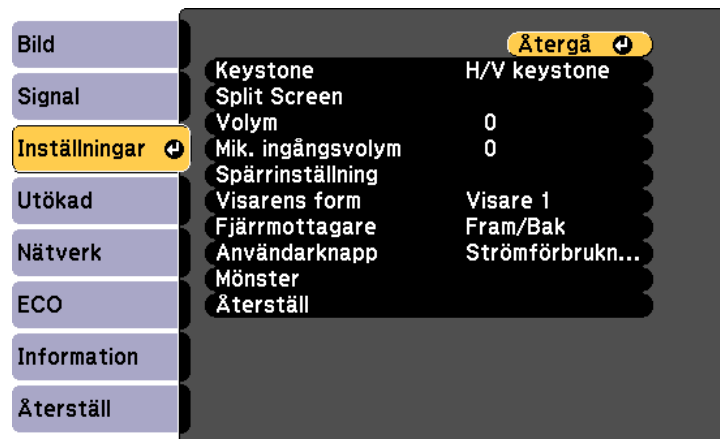 Bild
Signal
Inställningar
Utökad
Nätverk
ECO
Information
Återställ
Återgå
Keystone H/V keystone
Split Screen
Volym 0
Mik. ingångsvolym 0
Spärrinställning
Visarens form Visare 1
Fjärrmottagare Fram/Bak
Användarknapp Strömförbrukn...
Mönster
Återställ